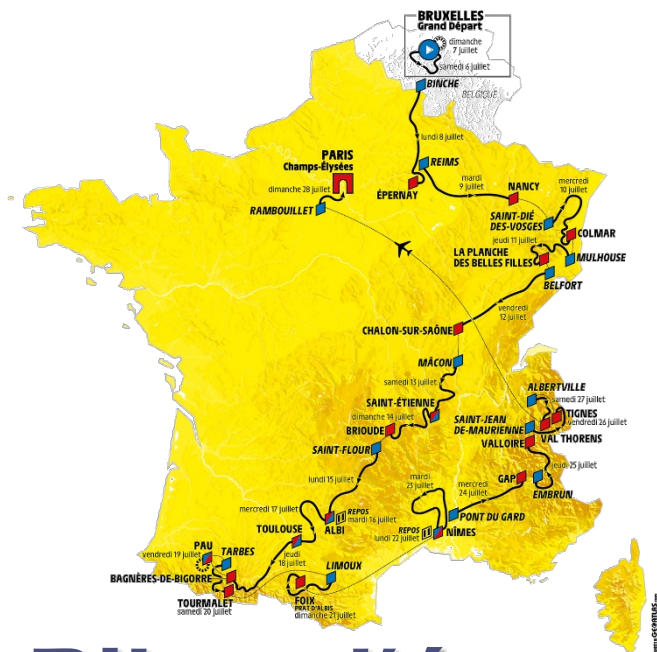 BRUXELLES
Grand Départ
dimanche
7 juillet
samedi 6 juillet
BINCHE
BELGIQUE
lundi 8 juillet
REIMS
PARIS
Champs-Élysées
dimanche 28 juillet
RAMBOUILLET
ÉPERNAY
mardi
9 juillet
NANCY
mercredi
10 juillet
SAINT-DIÉ
DES-VOSGES
COLMAR
jeudi 11 juillet
LA PLANCHE
DES BELLES FILLES
MULHOUSE
BELFORT
vendredi
12 juillet
CHALON-SUR-SAÔNE
MÂCON
samedi 13 juillet
ALBERTVILLE
samedi 27 juillet
SAINT-ÉTIENNE
dimanche 14 juillet
BRIOUDE
SAINT-FLOUR
SAINT-JEAN
DE-MAURIENNE
TIGNES
vendredi 26 juillet
VAL THORENS
VALLOIRE
jeudi 25 juillet
lundi 15 juillet
mardi
23 juillet
mercredi
24 juillet
GAP
EMBRUN
mercredi 17 juillet
REPOS
mardi 16 juillet
ALBI
TOULOUSE
PONT DU GARD
REPOS
lundi 22 juillet
NÎMES
PAU
vendredi 19 juillet
TARBES
jeudi
18 juillet
LIMOUX
BAGNÈRES-DE-BIGORRE
TOURMALET
samedi 20 juillet
FOIX
PRAT D'ALBIS
dimanche 21 juillet
GEOATLAS